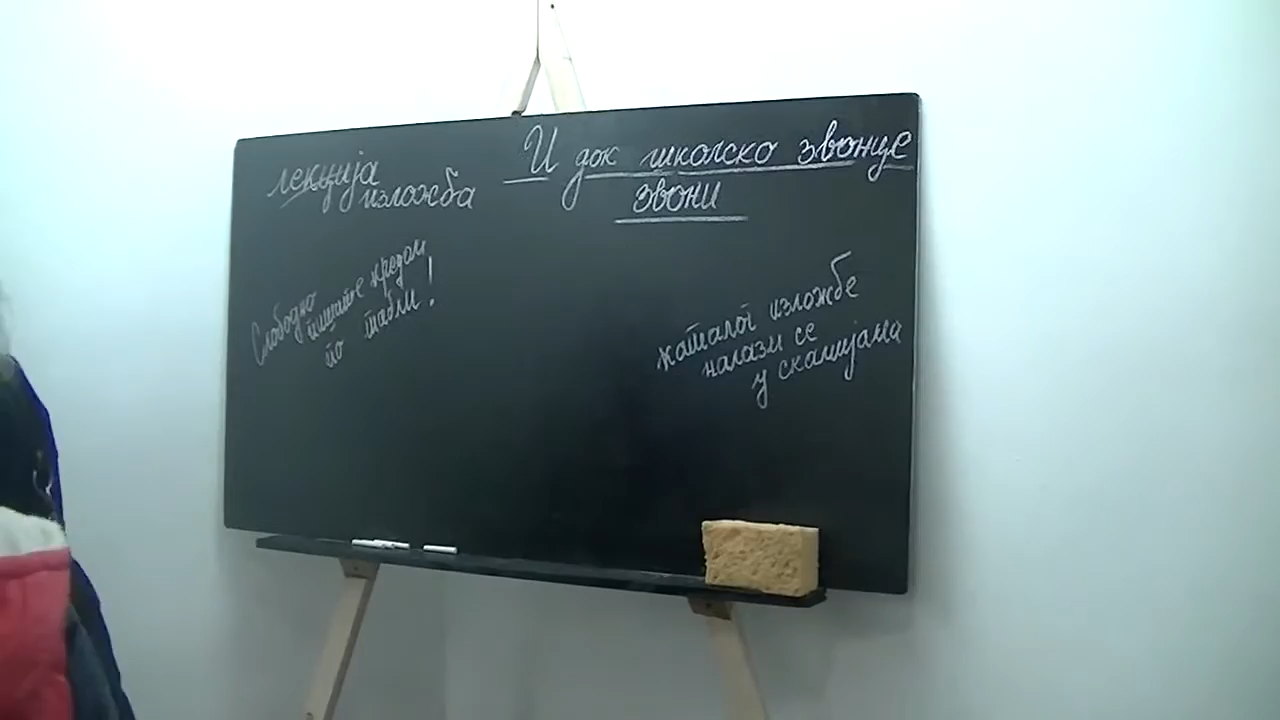 лекција
изложба
И док школско звонце
звони
Слободно
пишите кредом
по табли!
каталог изложбе
налази се
у скамијама